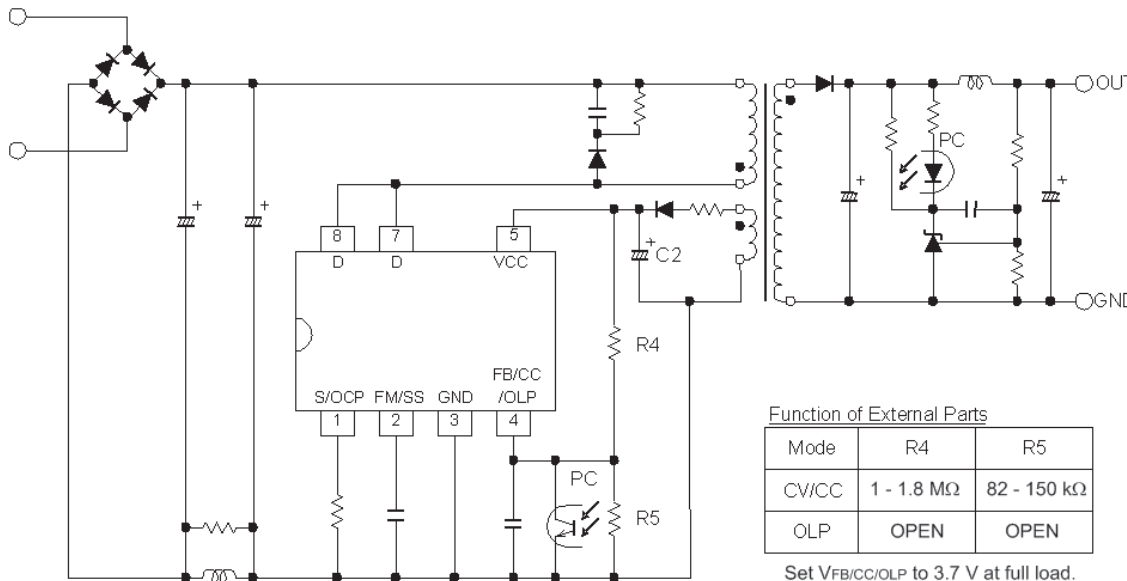 OUT
PC
+
+
+
+
8
7
5
+
C2
D
D
VCC
GND
R4
FB/CC
S/OCP
FM/SS
GND
/OLP
1
2
3
4
PC
R5
Function of External Parts
Mode R4 R5
CV/CC 1 - 1.8 MΩ 82 - 150 kΩ
OLP OPEN OPEN
Set VFB/CC/OLP to 3.7 V at full load.